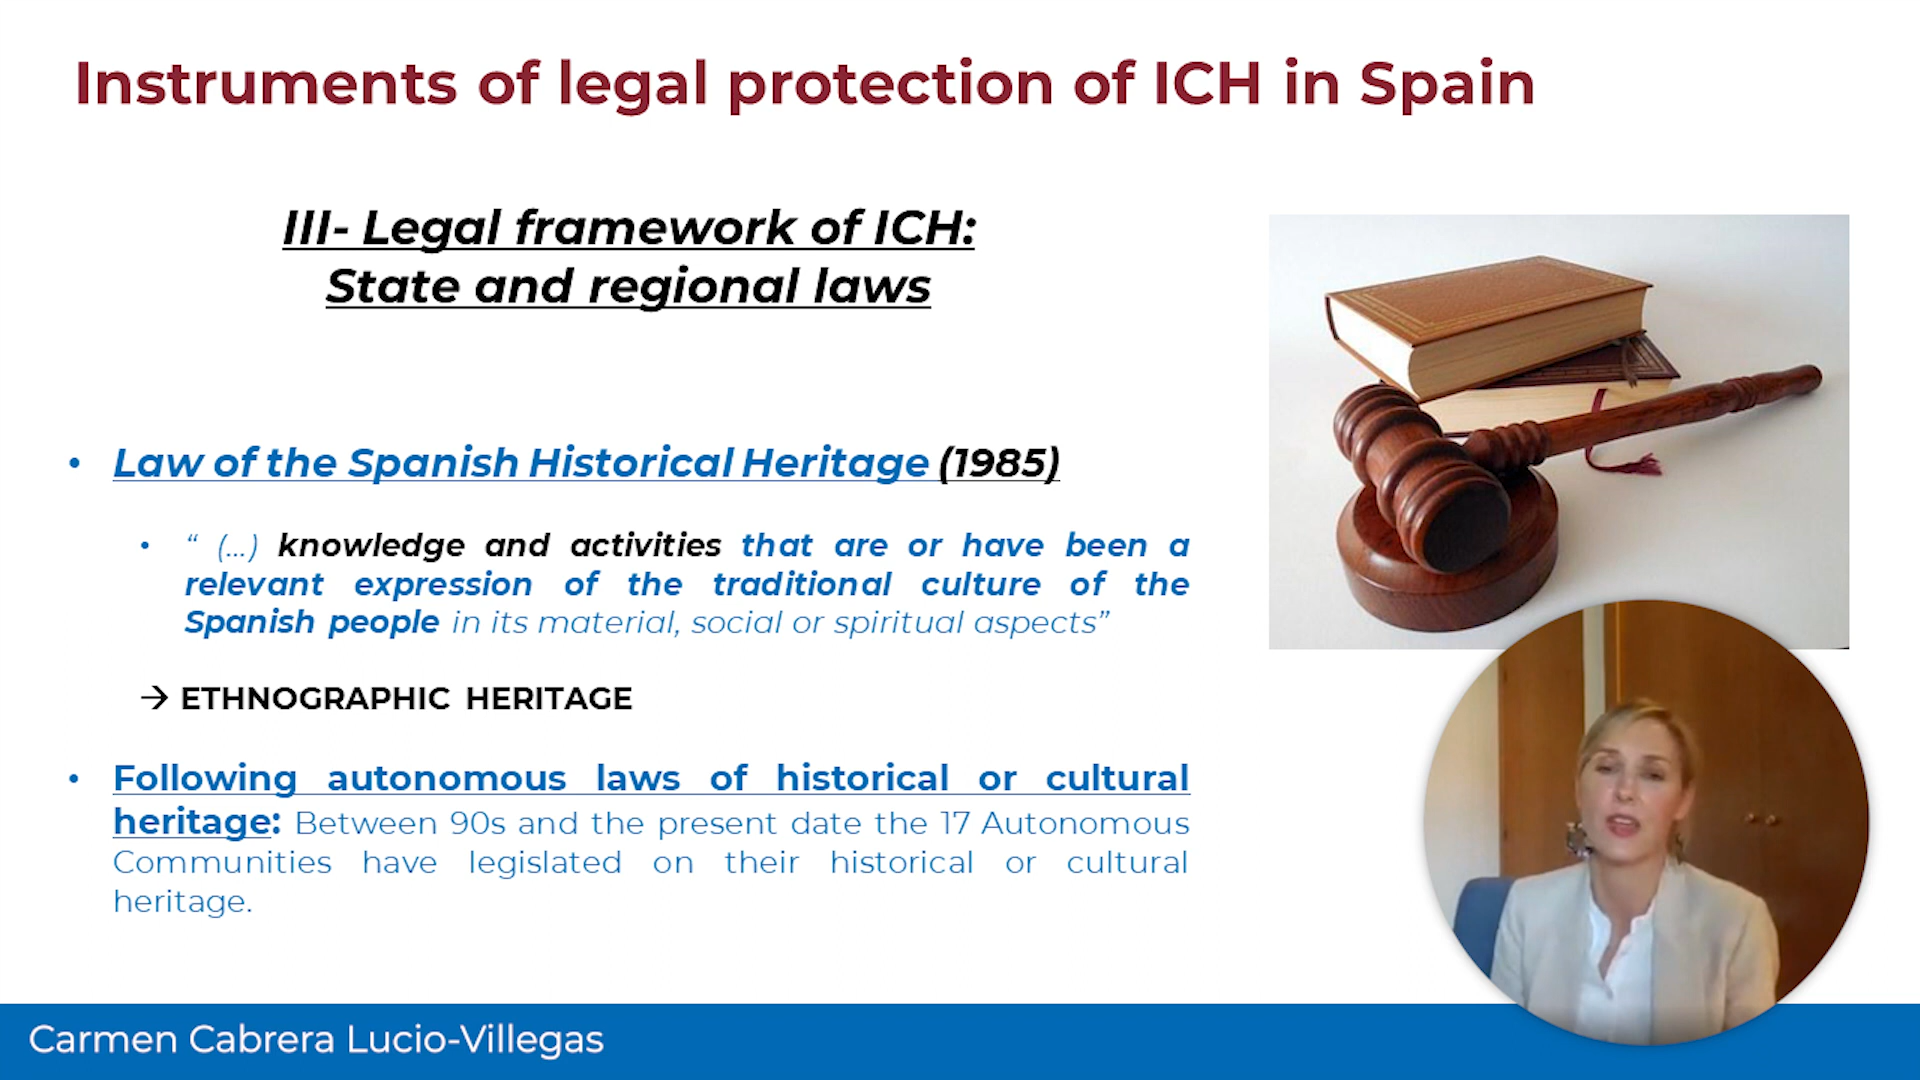 Instruments of legal protection of ICH in Spain
III- Legal framework of ICH:
State and regional laws
• Law of the Spanish Historical Heritage (1985)
• “ (...) knowledge and activities that are or have been a
relevant expression of the traditional culture of the
Spanish people in its material, social or spiritual aspects”
→ ETHNOGRAPHIC HERITAGE
• Following autonomous laws of historical or cultural
heritage: Between 90s and the present date the 17 Autonomous
Communities have legislated on their historical or cultural
heritage.
Carmen Cabrera Lucio-Villegas